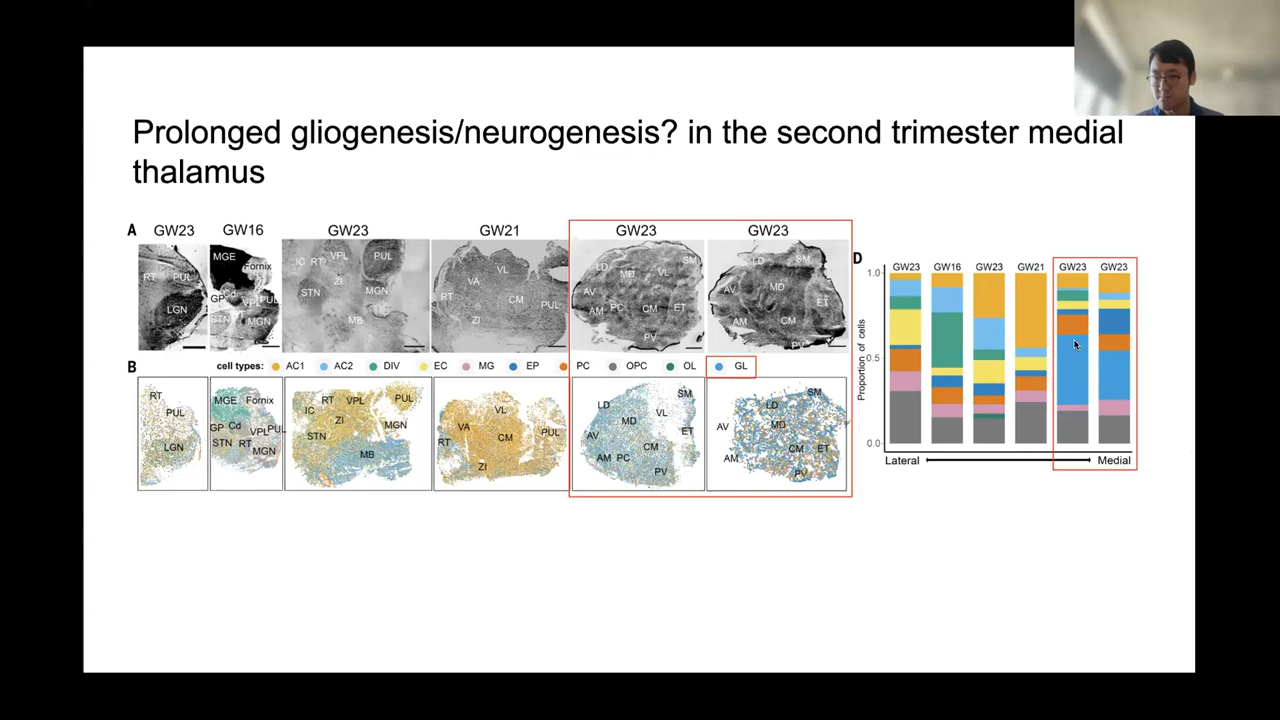 Prolonged gliogenesis/neurogenesis? in the second trimester medial
thalamus
A
GW23 GW16 GW23 GW21 GW23 GW23
RT PUL LGN
MGE Fornix Cd GP VPL PUL STN MGN
IC RT VPL PUL ZI STN MGN MB
VL VA CM RT PUL ZI
LD MD VL SM AV AM PC CM ET PV
LD SM MD AV ET AM CM PV
B
cell types: AC1 AC2 DIV EC MG EP PC OPC OL GL
RT PUL LGN
MGE Fornix GP Cd VPL PUL STN RT MGN
RT VPL PUL IC ZI STN MGN MB
VL VA RT CM PUL ZI
LD SM MD VL AV ET CM AM PC PV
SM LD AV MD AM CM ET PV
D
GW23 GW16 GW23 GW21 GW23 GW23
1.0
0.5
0.0
Proportion of cells
Lateral Medial